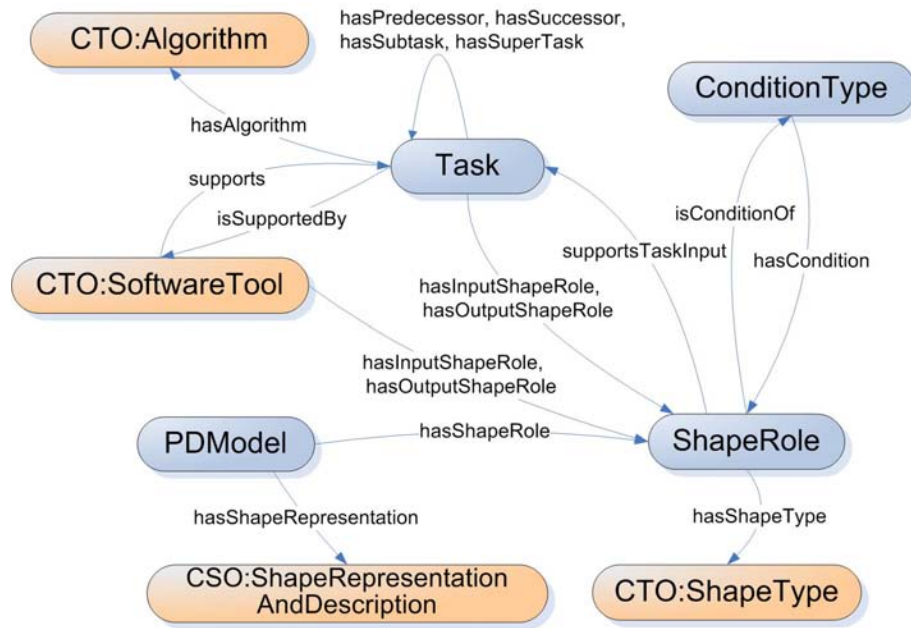 hasPredecessor, hasSuccessor,
hasSubtask, hasSuperTask
CTO:Algorithm
ConditionType
hasAlgorithm
Task
supports
isSupportedBy
isConditionOf
supportsTaskInput
hasCondition
CTO:SoftwareTool
hasInputShapeRole,
hasOutputShapeRole
hasInputShapeRole,
hasOutputShapeRole
PDModel
hasShapeRole
ShapeRole
hasShapeRepresentation
hasShapeType
CSO:ShapeRepresentation
AndDescription
CTO:ShapeType